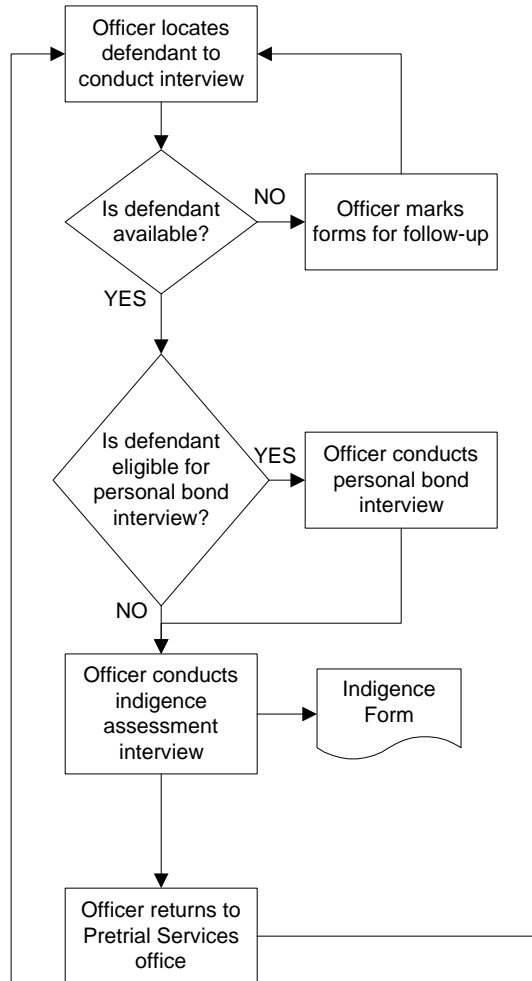 Officer locates
defendant to
conduct interview
Is defendant
available?
NO
Officer marks
forms for follow-up
YES
Is defendant
eligible for
personal bond
interview?
YES
Officer conducts
personal bond
interview
NO
Officer conducts
indigence
assessment
interview
Indigence
Form
Officer returns to
Pretrial Services
office